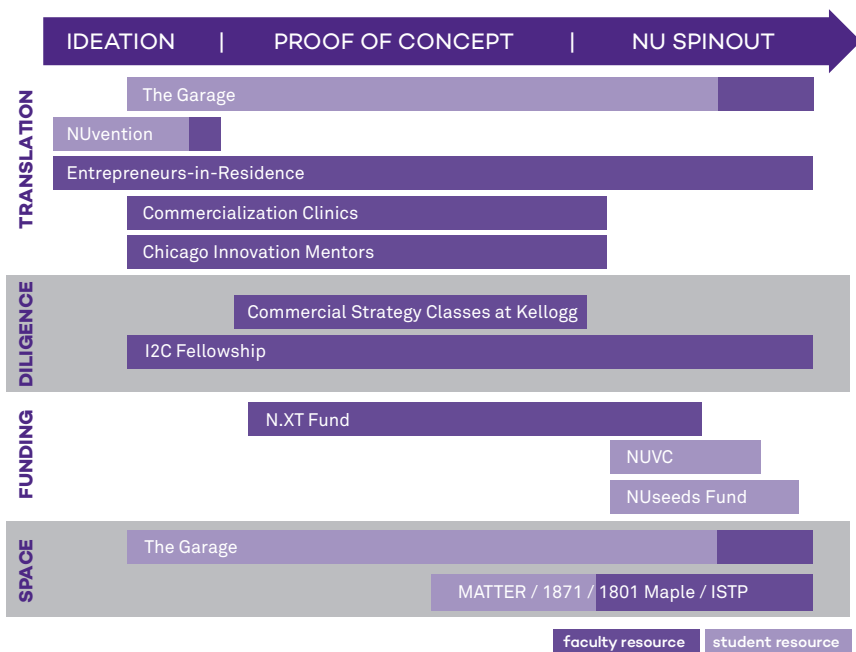 IDEATION | PROOF OF CONCEPT | NU SPINOUT
TRANSLATION
The Garage
NUvention
Entrepreneurs-in-Residence
Commercialization Clinics
Chicago Innovation Mentors
DILIGENCE
Commercial Strategy Classes at Kellogg
I2C Fellowship
FUNDING
N.XT Fund
NUVC
NUseeds Fund
SPACE
The Garage
MATTER / 1871 / 1801 Maple / ISTP
faculty resource student resource